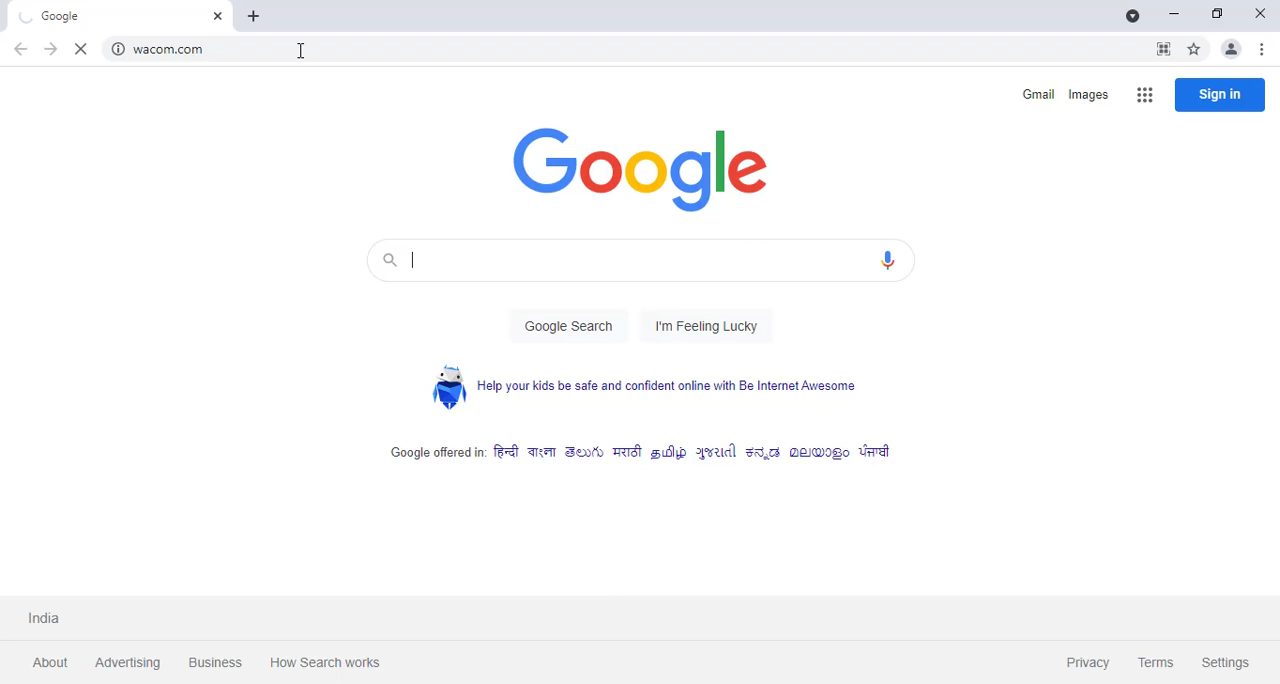 Google
wacom.com
Gmail Images Sign in
Google
Google Search I'm Feeling Lucky
Help your kids be safe and confident online with Be Internet Awesome
Google offered in: हिन्दी বাংলা తెలుగు मराठी தமிழ் ગુજરાતી ಕನ್ನಡ മലയാളം ਪੰਜਾਬੀ
India
About Advertising Business How Search works Privacy Terms Settings